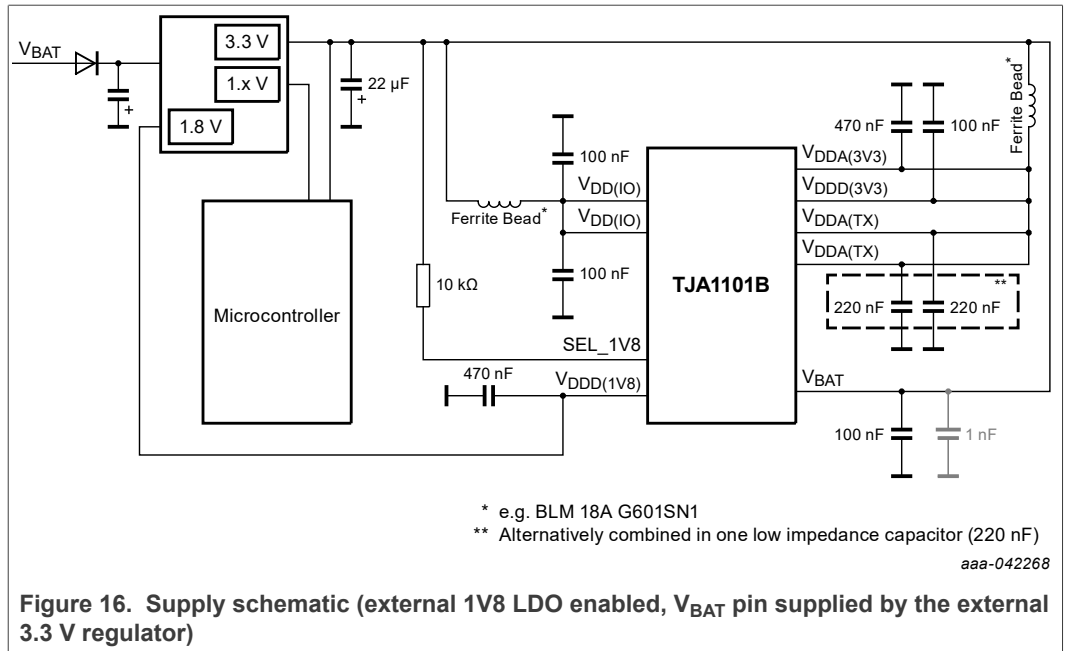 VBAT
3.3 V
1.x V
1.8 V
22 µF
Microcontroller
Ferrite Bead*
10 kΩ
100 nF
VDD(IO)
VDD(IO)
100 nF
SEL_1V8
470 nF
VDDD(1V8)
TJA1101B
470 nF
100 nF
Ferrite Bead*
VDDA(3V3)
VDDD(3V3)
VDDA(TX)
VDDA(TX)
**
220 nF
220 nF
VBAT
100 nF
1 nF
* e.g. BLM 18A G601SN1
** Alternatively combined in one low impedance capacitor (220 nF)
aaa-042268
Figure 16. Supply schematic (external 1V8 LDO enabled, VBAT pin supplied by the external
3.3 V regulator)